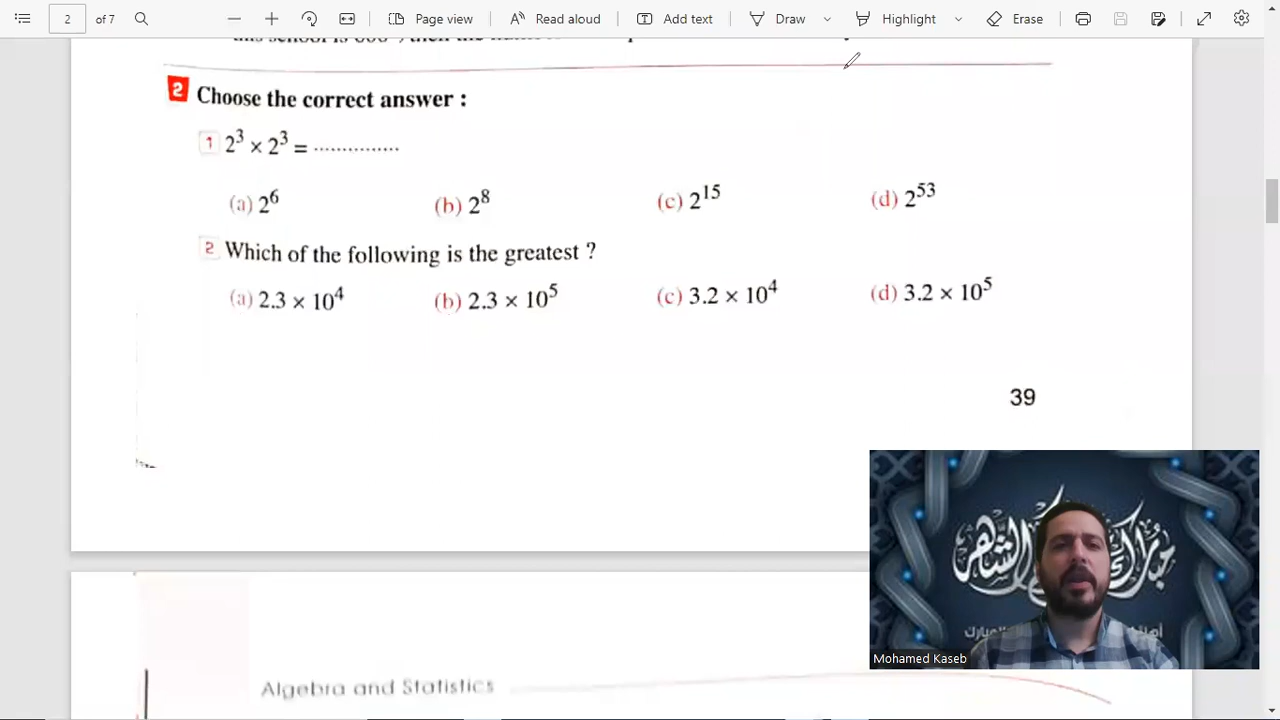 2 of 7 Page view Read aloud Add text Draw Highlight Erase
2 Choose the correct answer :
1 2³ × 2³ = ...............
(a) 2⁶ (b) 2⁸ (c) 2¹⁵ (d) 2⁵³
2 Which of the following is the greatest ?
(a) 2.3 × 10⁴ (b) 2.3 × 10⁵ (c) 3.2 × 10⁴ (d) 3.2 × 10⁵
39
مبارك
الشهر
Mohamed Kaseb
Algebra and Statistics